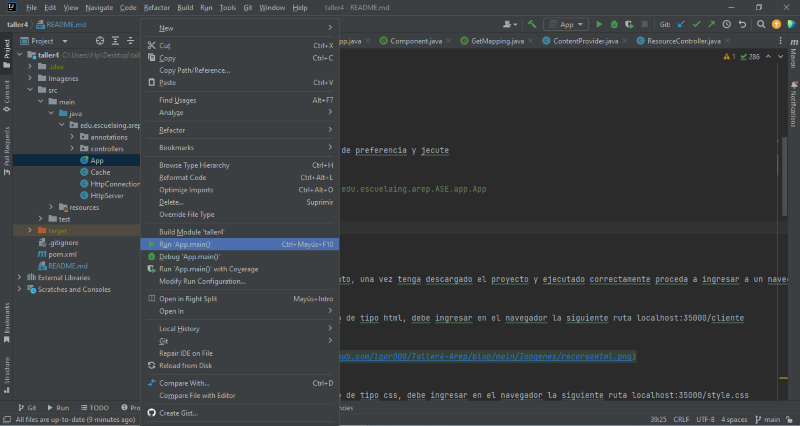 File Edit View Navigate Code Refactor Build Run Tools Git Window Help taller4 - README.md
taller4 README.md App Git:
Project pp.java Component.java GetMapping.java ContentProvider.java ResourceController.java
taller4 C:\Users\Hp\Desktop\tall
.idea
Imagenes
src
main
java
edu.escuelaing.arep
annotations
controllers
App
Cache
HttpConnection
HttpServer
resources
test
target
.gitignore
pom.xml
README.md
External Libraries
Scratches and Consoles
Project
Commit
Pull Requests
Bookmarks
Structure
New
Cut Ctrl+X
Copy Ctrl+C
Copy Path/Reference...
Paste Ctrl+V
Find Usages Alt+F7
Analyze
Refactor
Bookmarks
Browse Type Hierarchy Ctrl+H
Reformat Code Ctrl+Alt+L
Optimize Imports Ctrl+Alt+O
Delete... Suprimir
Override File Type
Build Module 'taller4'
Run 'App.main()' Ctrl+Mayús+F10
Debug 'App.main()'
Run 'App.main()' with Coverage
Modify Run Configuration...
Open in Right Split Mayús+Intro
Open In
Local History
Git
Repair IDE on File
Reload from Disk
Compare With... Ctrl+D
Compare File with Editor
Create Gist...
1 286
de preferencia y jecute
edu.escuelaing.arep.ASE.app.App
to, una vez tenga descargado el proyecto y ejecutado correctamente proceda a ingresar a un nave
o de tipo html, debe ingresar en el navegador la siguiente ruta localhost:35000/cliente
hub.com/lgar000/Taller4-Arep/blob/main/Imagenes/recursoHtml.png)
o de tipo css, debe ingresar en el navegador la siguiente ruta localhost:35000/style.css
Maven
Notifications
Git Run TODO Pro ncies
All files are up-to-date (9 minutes ago) 39:25 CRLF UTF-8 4 spaces main